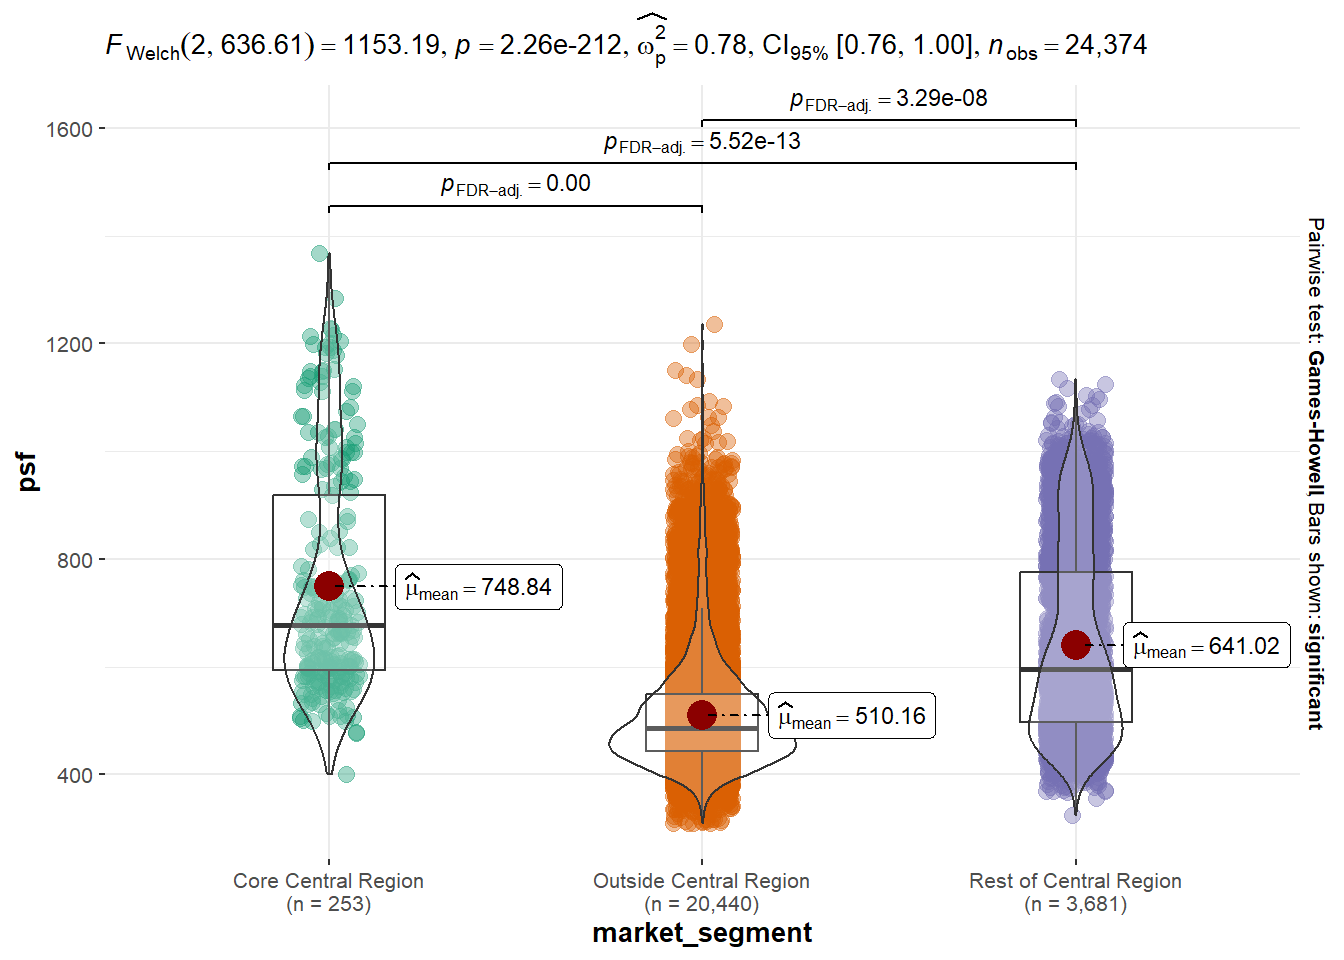 F Welch(2, 636.61) = 1153.19, p = 2.26e-212, ω̂²p = 0.78, CI95% [0.76, 1.00], nobs = 24,374
pFDR−adj. = 3.29e-08
1600
pFDR−adj. = 5.52e-13
pFDR−adj. = 0.00
1200
800
400
psf
μ̂mean = 748.84
μ̂mean = 510.16
μ̂mean = 641.02
Pairwise test: Games-Howell, Bars shown: significant
Core Central Region
(n = 253)
Outside Central Region
(n = 20,440)
Rest of Central Region
(n = 3,681)
market_segment